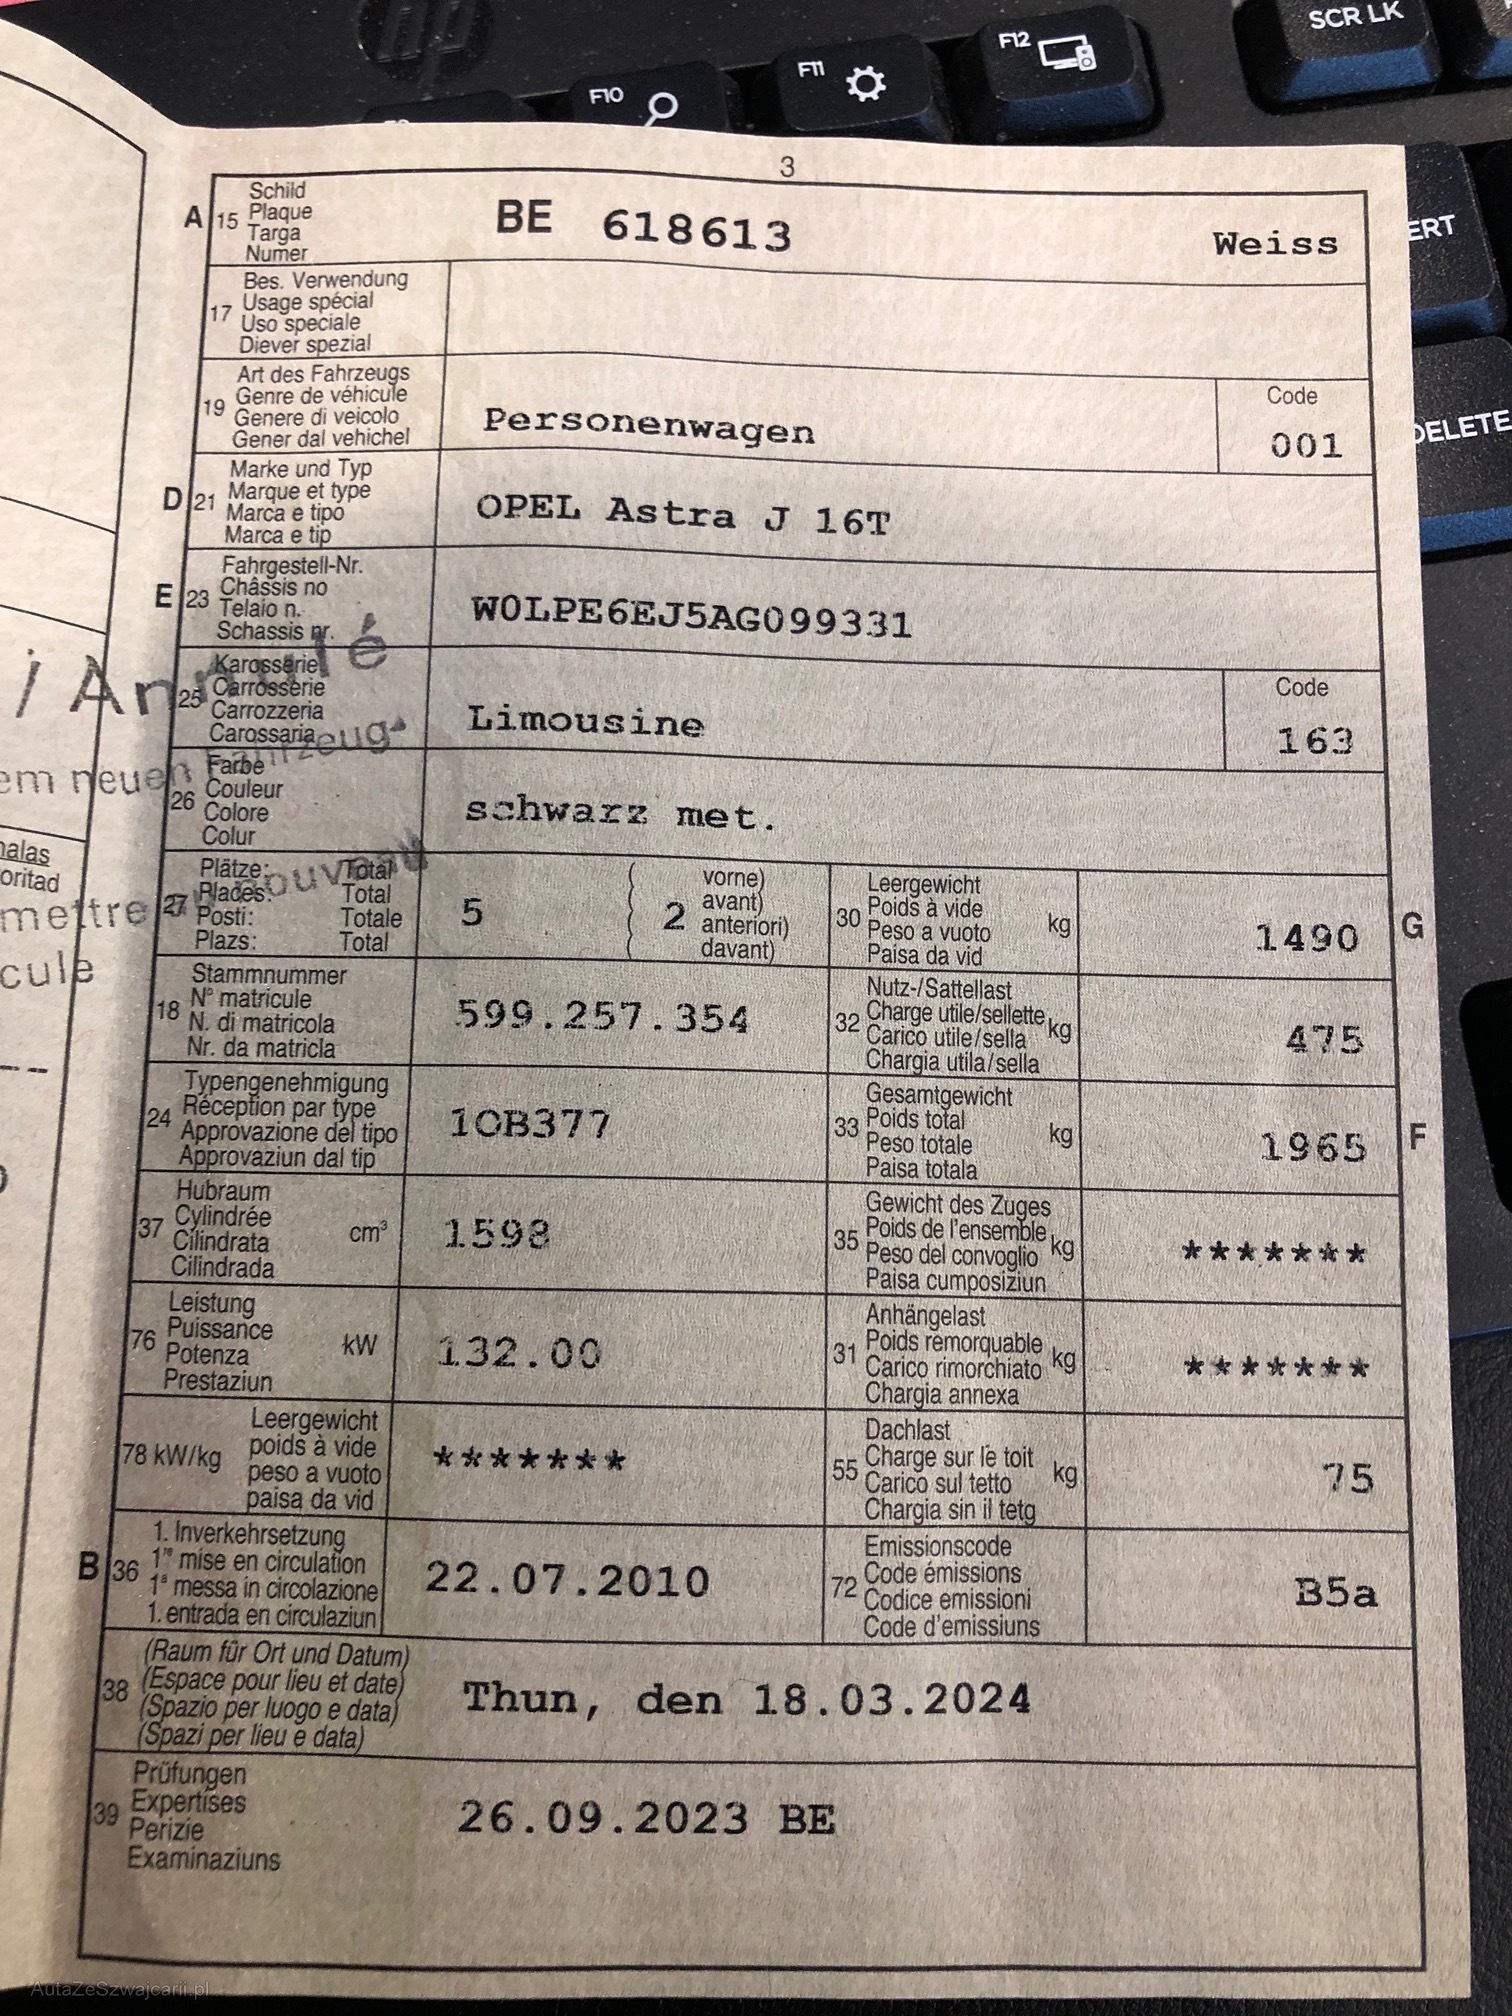 hp
F10
F11
F12
SCR LK
ERT
DELETE
3
A 15 Schild
Plaque
Targa
Numer
BE 618613 Weiss
17 Bes. Verwendung
Usage spécial
Uso speciale
Diever spezial
19 Art des Fahrzeugs
Genre de véhicule
Genere di veicolo
Gener dal vehichel
Personenwagen
Code
001
D 21 Marke und Typ
Marque et type
Marca e tipo
Marca e tip
OPEL Astra J 16T
E 23 Fahrgestell-Nr.
Châssis no
Telaio n.
Schassis nr.
W0LPE6EJ5AG099331
/ Annulé
25 Karosserie
Carrosserie
Carrozzeria
Carossaria
Limousine
Code
163
em neuen Fahrzeug-
26 Farbe
Couleur
Colore
Colur
schwarz met.
nalas
oritad
mettre nouveau
cule
27 Plätze: Total
Places: Total
Posti: Totale
Plazs: Total
5
2 vorne)
avant)
anteriori)
davant)
30 Leergewicht
Poids à vide
Peso a vuoto
Paisa da vid
kg
1490 G
18 Stammnummer
N° matricule
N. di matricola
Nr. da matricla
599.257.354
32 Nutz-/Sattellast
Charge utile/sellette
Carico utile/sella
Chargia utila/sella
kg
475
24 Typengenehmigung
Réception par type
Approvazione del tipo
Approvaziun dal tip
1OB377
33 Gesamtgewicht
Poids total
Peso totale
Paisa totala
kg
1965 F
37 Hubraum
Cylindrée
Cilindrata
Cilindrada
cm³
1598
35 Gewicht des Zuges
Poids de l'ensemble
Peso del convoglio
Paisa cumposiziun
kg
*******
76 Leistung
Puissance
Potenza
Prestaziun
kW
132.00
31 Anhängelast
Poids remorquable
Carico rimorchiato
Chargia annexa
kg
*******
78 kW/kg Leergewicht
poids à vide
peso a vuoto
paisa da vid
*******
55 Dachlast
Charge sur le toit
Carico sul tetto
Chargia sin il tetg
kg
75
B 36 1. Inverkehrsetzung
1re mise en circulation
1a messa in circolazione
1. entrada en circulaziun
22.07.2010
72 Emissionscode
Code émissions
Codice emissioni
Code d'emissiuns
B5a
38 (Raum für Ort und Datum)
(Espace pour lieu et date)
(Spazio per luogo e data)
(Spazi per lieu e data)
Thun, den 18.03.2024
39 Prüfungen
Expertises
Perizie
Examinaziuns
26.09.2023 BE
AutaZeSzwajcarii.pl